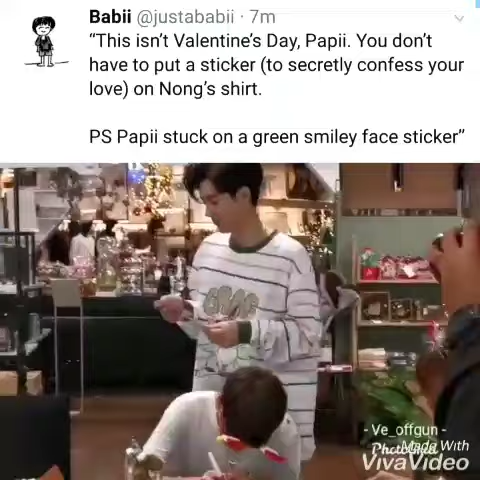 Babii @justababii · 7m
“This isn’t Valentine’s Day, Papii. You don’t
have to put a sticker (to secretly confess your
love) on Nong’s shirt.
PS Papii stuck on a green smiley face sticker”
- Ve_offgun -
Made With
VivaVideo